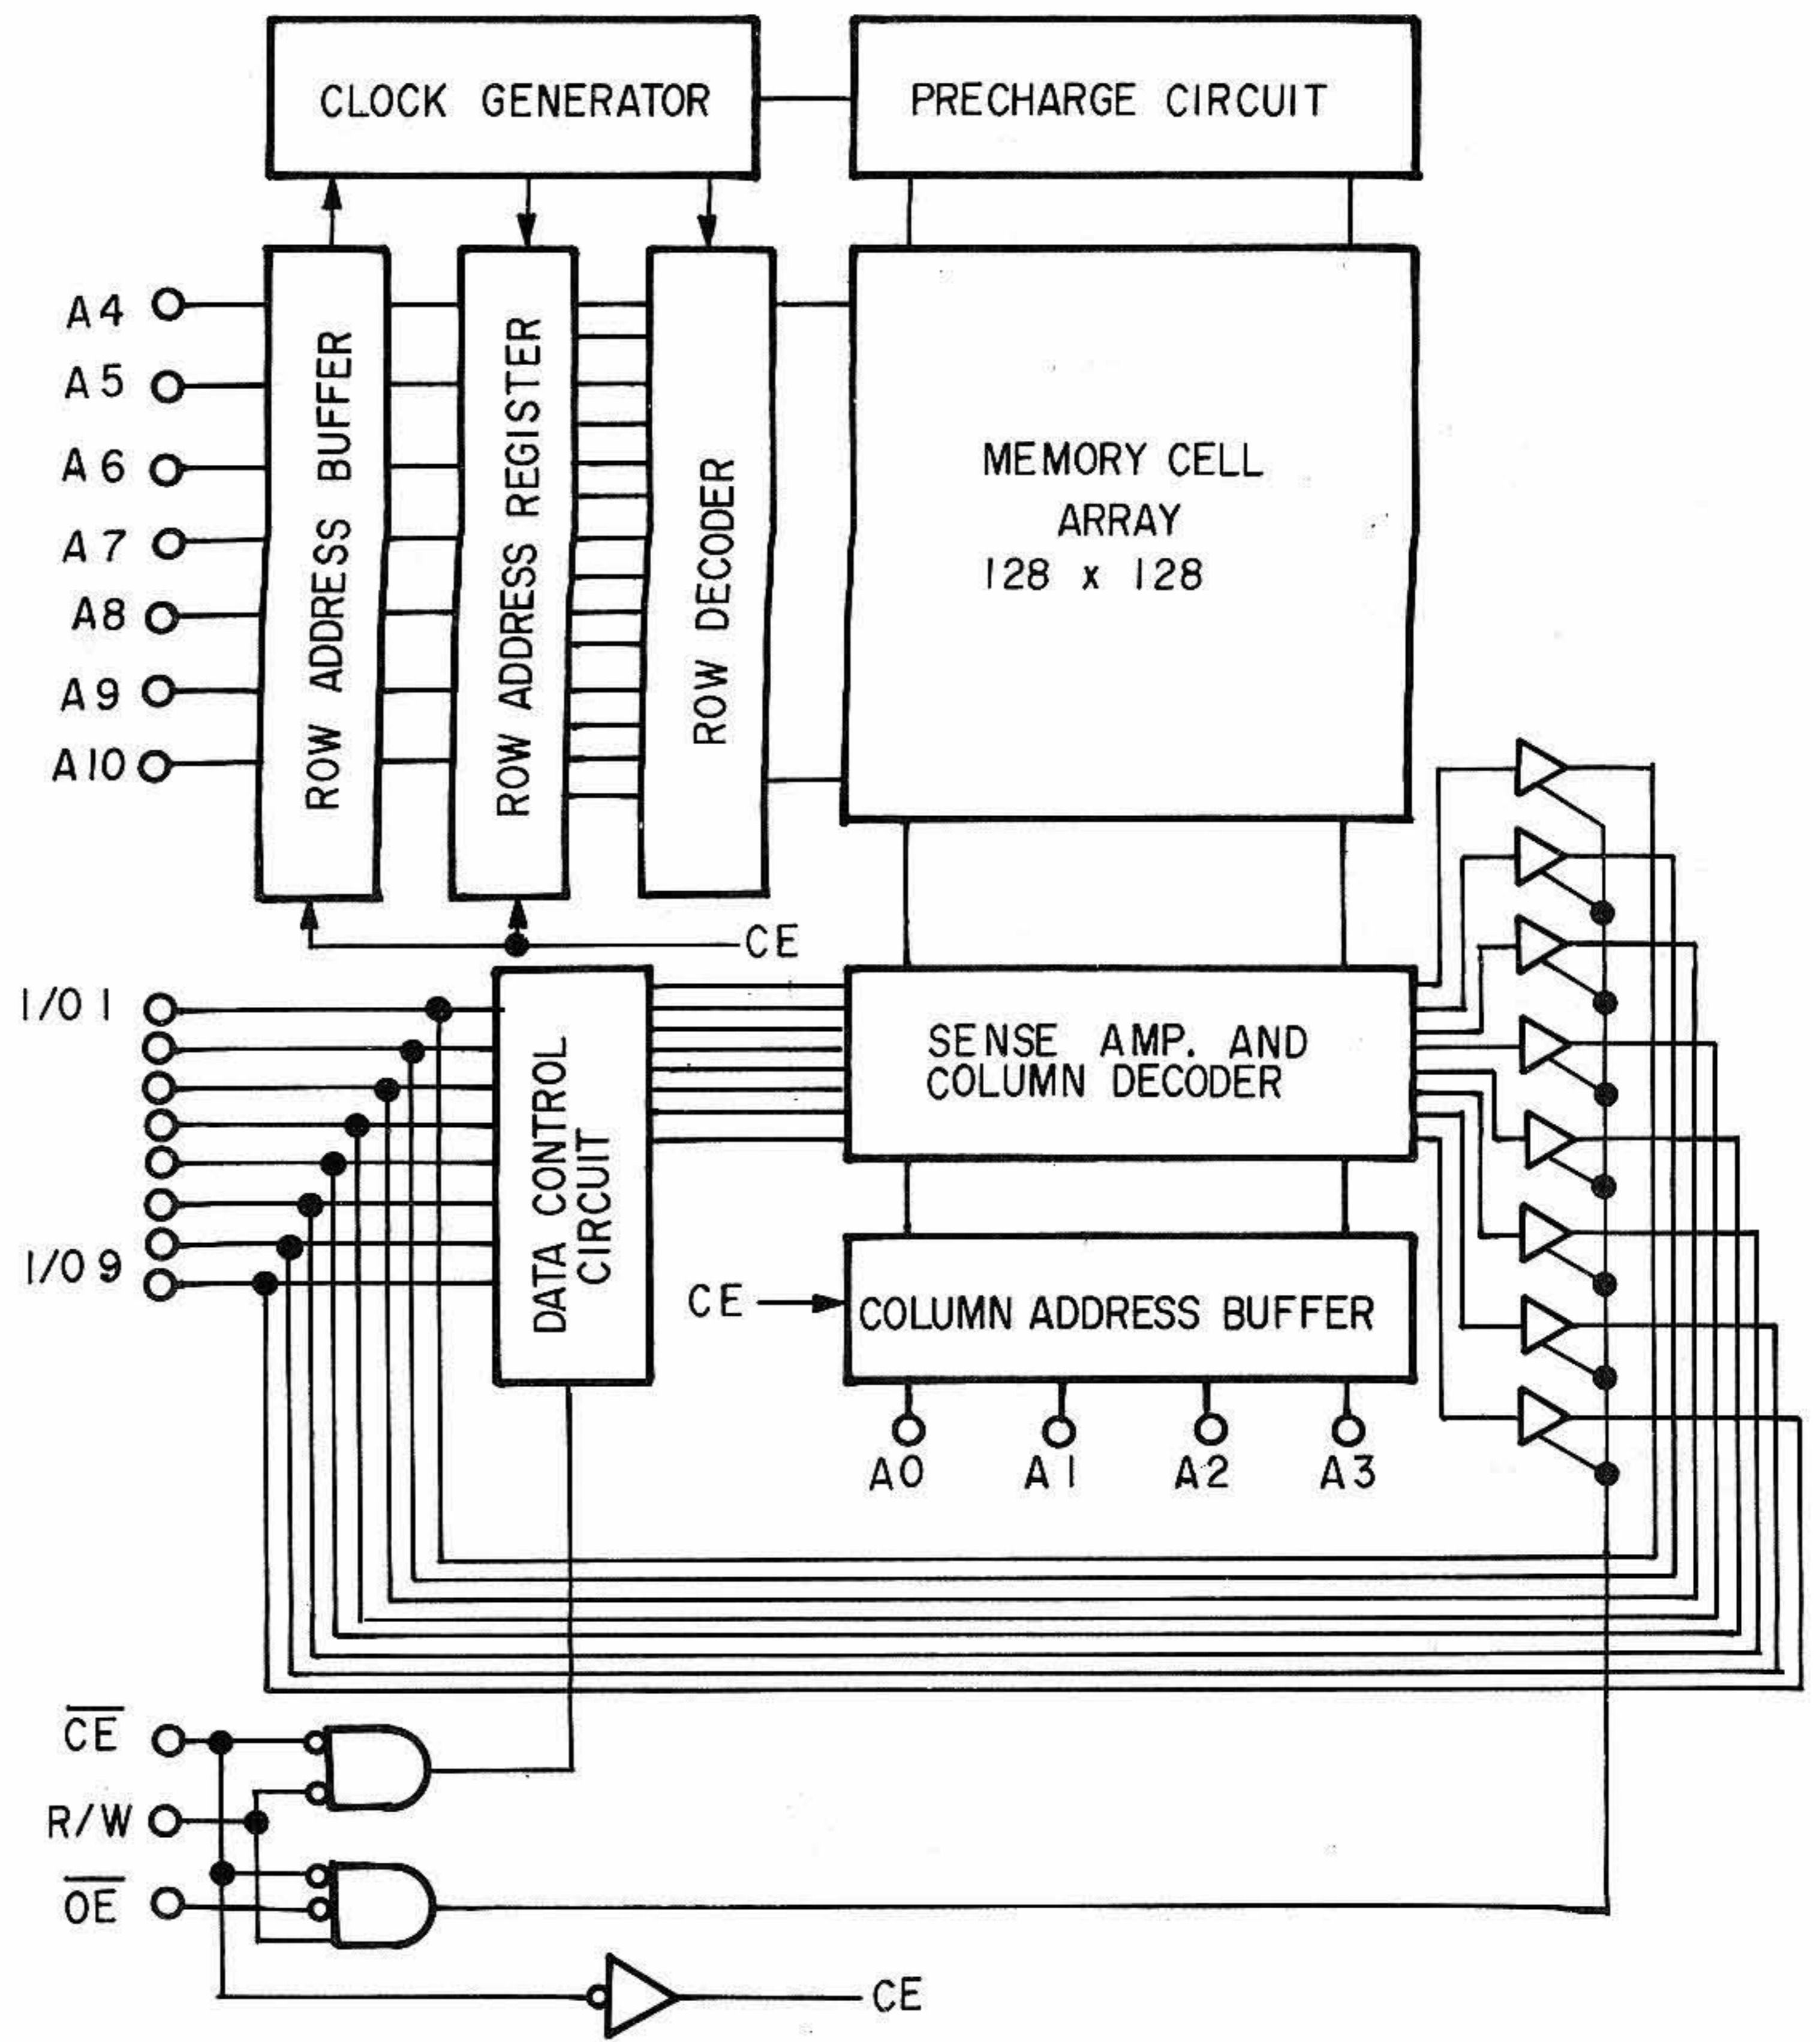 CLOCK GENERATOR
PRECHARGE CIRCUIT
A4
A5
A6
A7
A8
A9
A10
ROW ADDRESS BUFFER
ROW ADDRESS REGISTER
ROW DECODER
MEMORY CELL
ARRAY
128 x 128
CE
I/O 1
I/O 9
DATA CONTROL
CIRCUIT
SENSE AMP. AND
COLUMN DECODER
CE
COLUMN ADDRESS BUFFER
A0
A1
A2
A3
C̅E̅
R/W
O̅E̅
CE